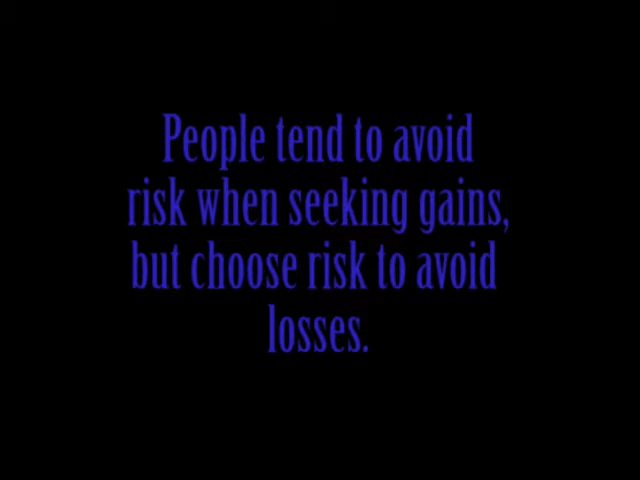 People tend to avoid
risk when seeking gains,
but choose risk to avoid
losses.